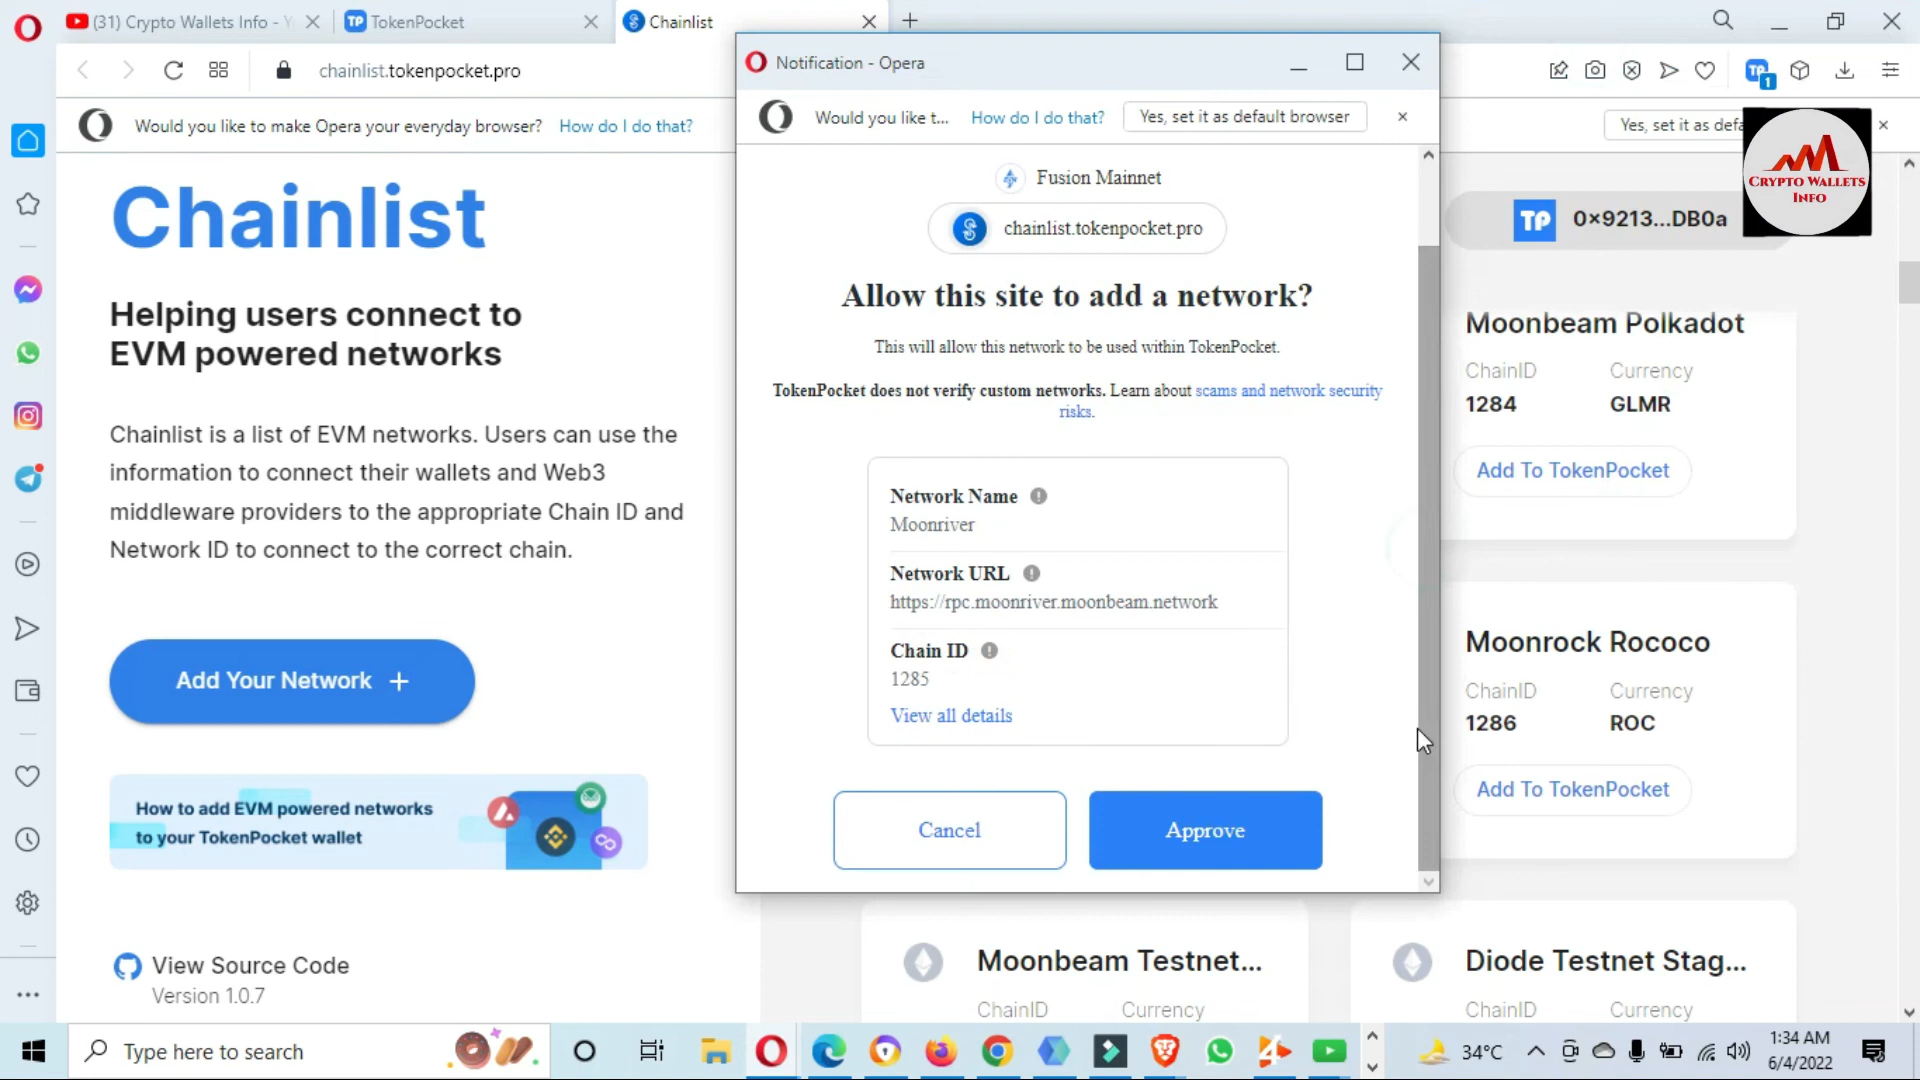 (31) Crypto Wallets Info - Y
TokenPocket
Chainlist
chainlist.tokenpocket.pro
Would you like to make Opera your everyday browser? How do I do that?
Yes, set it as defa
Notification - Opera
Would you like t... How do I do that? Yes, set it as default browser
Fusion Mainnet
chainlist.tokenpocket.pro
Allow this site to add a network?
This will allow this network to be used within TokenPocket.
TokenPocket does not verify custom networks. Learn about scams and network security
risks.
Network Name
Moonriver
Network URL
https://rpc.moonriver.moonbeam.network
Chain ID
1285
View all details
Cancel
Approve
Chainlist
Helping users connect to
EVM powered networks
Chainlist is a list of EVM networks. Users can use the
information to connect their wallets and Web3
middleware providers to the appropriate Chain ID and
Network ID to connect to the correct chain.
Add Your Network +
How to add EVM powered networks
to your TokenPocket wallet
View Source Code
Version 1.0.7
TP
1
Crypto Wallets
Info
TP 0×9213...DB0a
Moonbeam Polkadot
ChainID Currency
1284 GLMR
Add To TokenPocket
Moonrock Rococo
ChainID Currency
1286 ROC
Add To TokenPocket
Moonbeam Testnet...
ChainID Currency
Diode Testnet Stag...
ChainID Currency
Type here to search
34°C
1:34 AM
6/4/2022